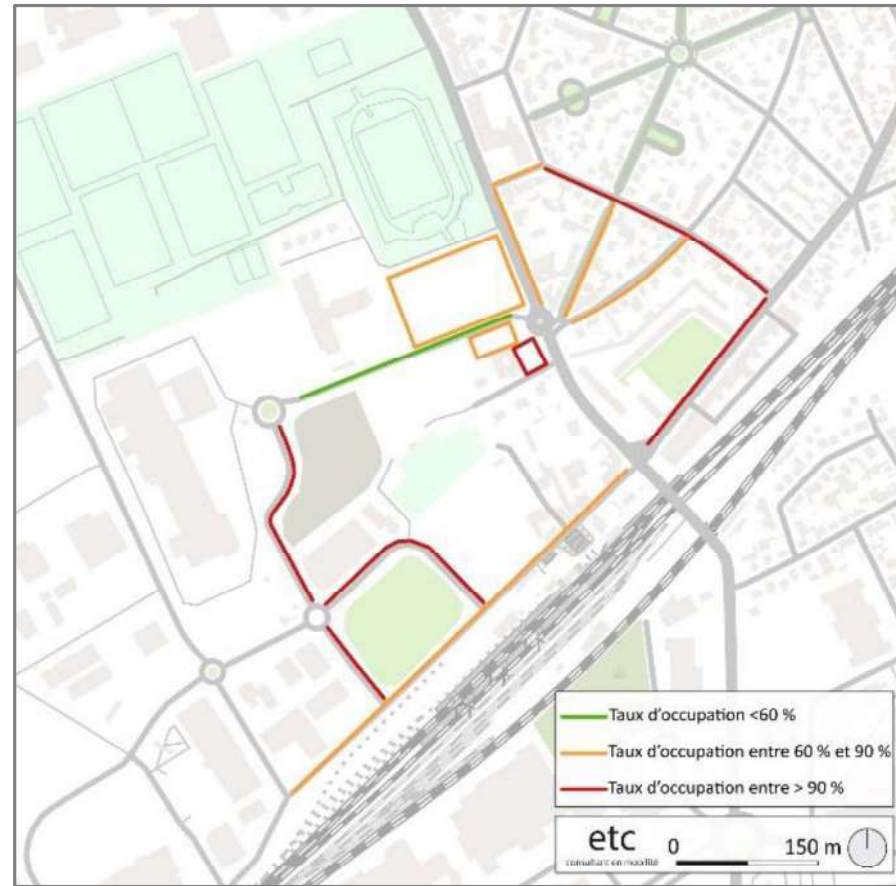 Taux d'occupation <60 %
Taux d'occupation entre 60 % et 90 %
Taux d'occupation entre > 90 %
etc
consultant en mobilité
0 150 m